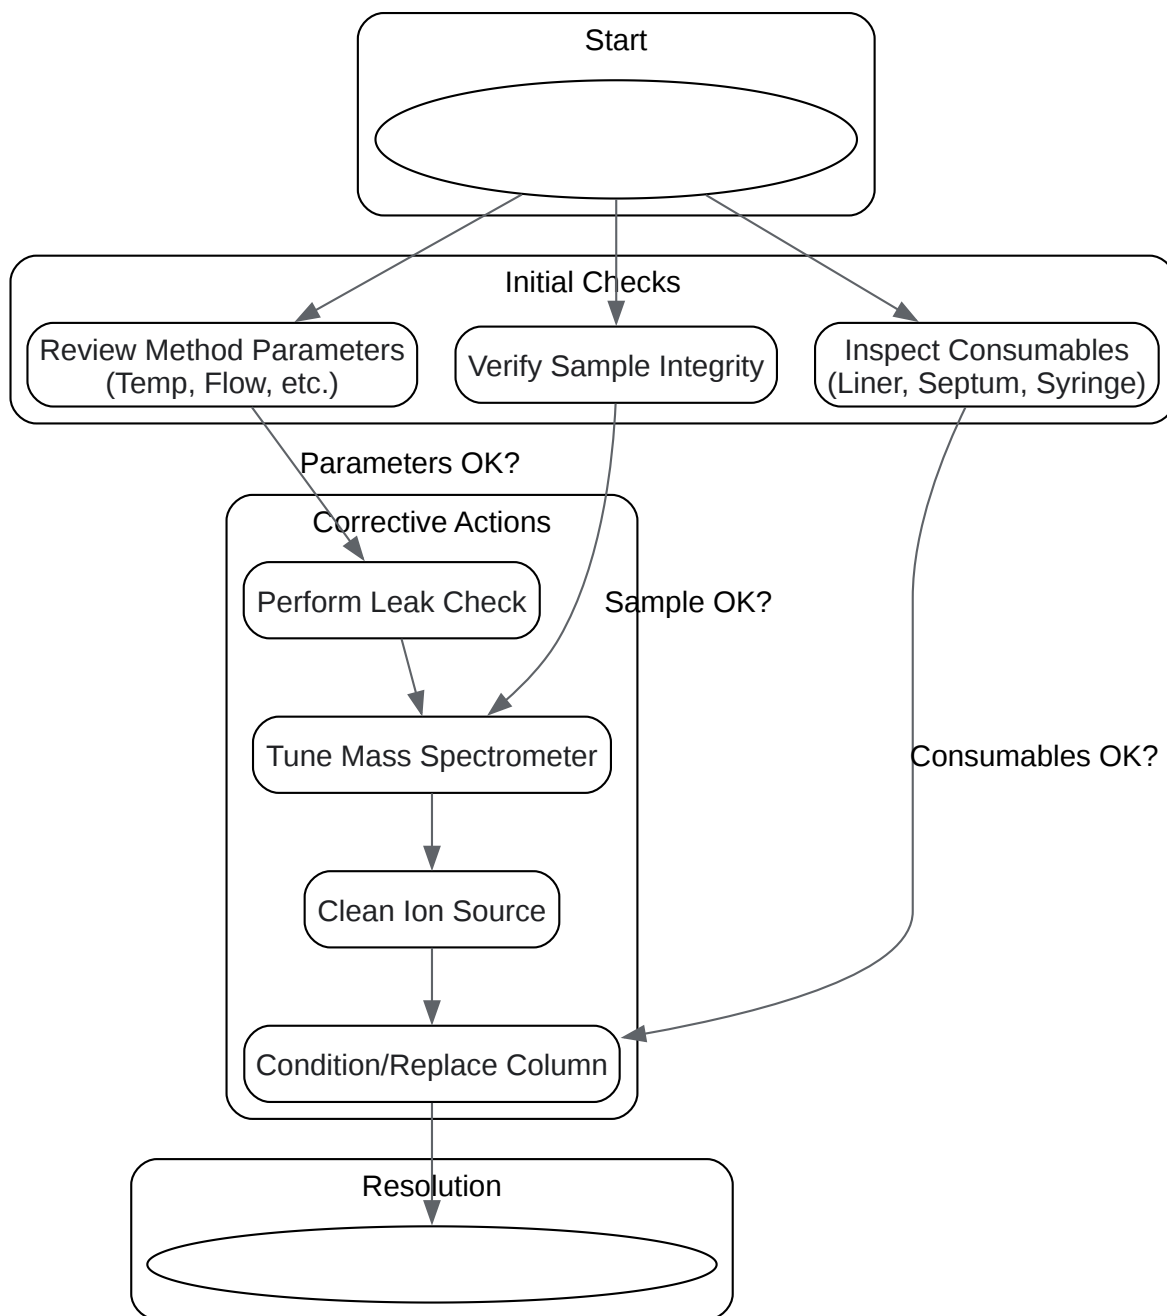 Start
Initial Checks
Review Method Parameters
(Temp, Flow, etc.)
Verify Sample Integrity
Inspect Consumables
(Liner, Septum, Syringe)
Parameters OK?
Corrective Actions
Perform Leak Check
Sample OK?
Tune Mass Spectrometer
Consumables OK?
Clean Ion Source
Condition/Replace Column
Resolution